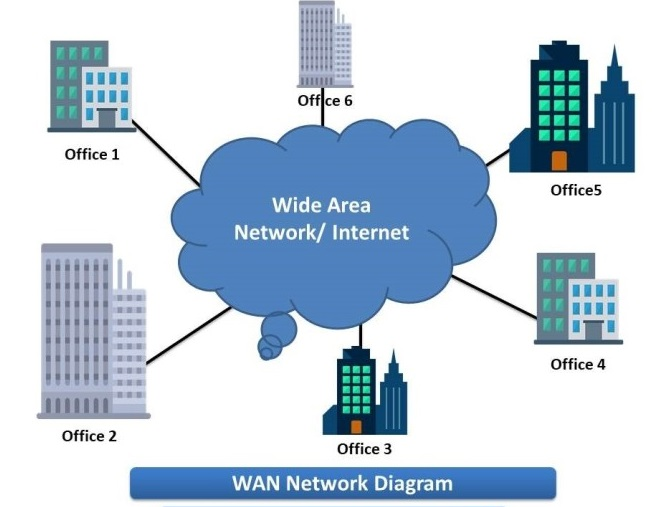 Office 6
Office 1
Office5
Wide Area
Network/ Internet
Office 4
Office 2
Office 3
WAN Network Diagram